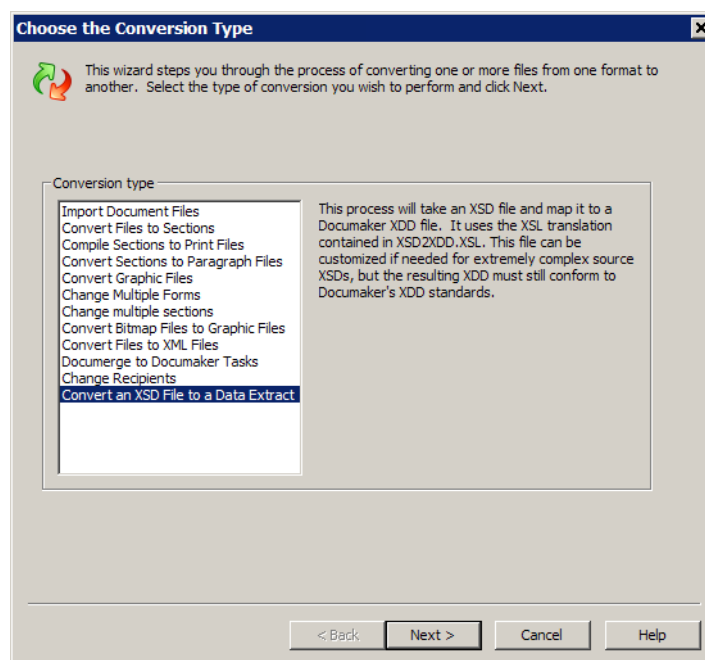 Choose the Conversion Type
This wizard steps you through the process of converting one or more files from one format to
another.  Select the type of conversion you wish to perform and click Next.
Conversion type
Import Document Files
Convert Files to Sections
Compile Sections to Print Files
Convert Sections to Paragraph Files
Convert Graphic Files
Change Multiple Forms
Change multiple sections
Convert Bitmap Files to Graphic Files
Convert Files to XML Files
Documerge to Documaker Tasks
Change Recipients
Convert an XSD File to a Data Extract
This process will take an XSD file and map it to a
Documaker XDD file.  It uses the XSL translation
contained in XSD2XDD.XSL. This file can be
customized if needed for extremely complex source
XSDs, but the resulting XDD must still conform to
Documaker's XDD standards.
< Back
Next >
Cancel
Help